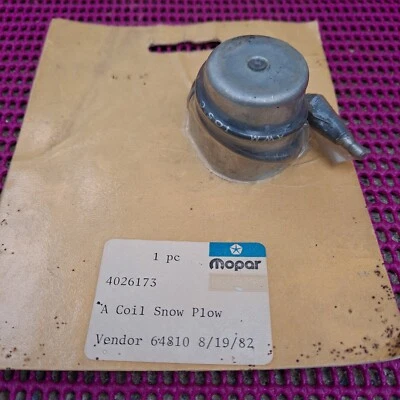 1 pc
mopar
4026173
"A Coil Snow Plow
Vendor 64810 8/19/82